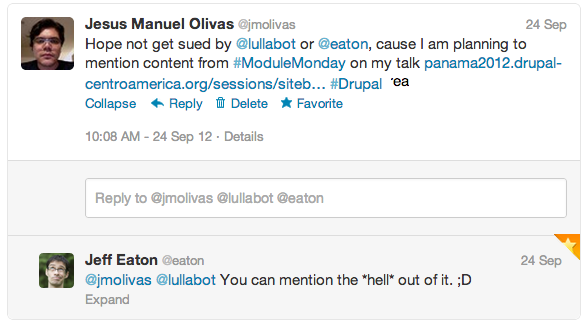 Jesus Manuel Olivas @jmolivas 24 Sep
Hope not get sued by @lullabot or @eaton, cause I am planning to
mention content from #ModuleMonday on my talk panama2012.drupal-
centroamerica.org/sessions/siteb… #Drupal rea
Collapse Reply Delete Favorite
10:08 AM - 24 Sep 12 · Details
Reply to @jmolivas @lullabot @eaton
Jeff Eaton @eaton 24 Sep
@jmolivas @lullabot You can mention the *hell* out of it. ;D
Expand